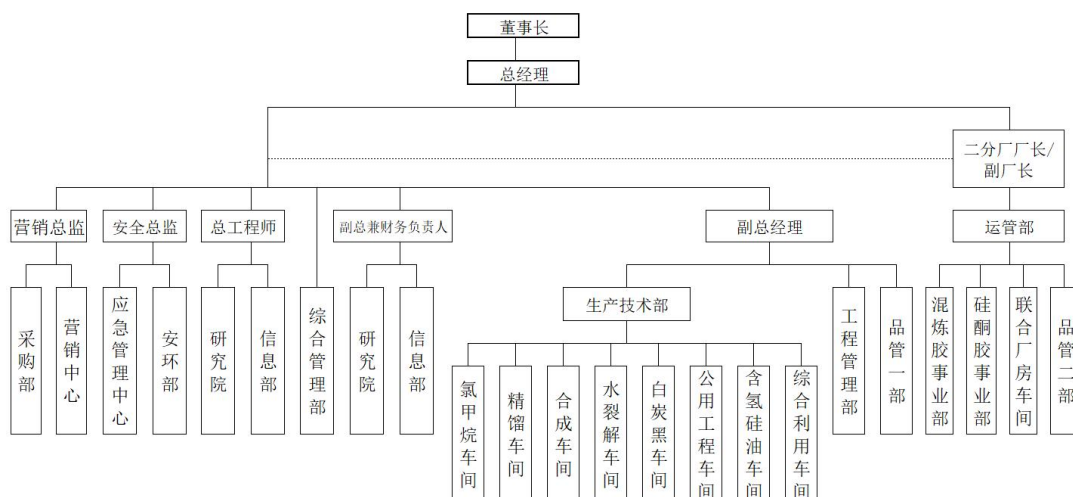 董事长
总经理
二分厂厂长/
副厂长
营销总监
安全总监
总工程师
副总兼财务负责人
副总经理
运管部
采购部
营销中心
应急管理中心
安环部
研究院
信息部
综合管理部
研究院
信息部
生产技术部
工程管理部
品管一部
混炼胶事业部
硅酮胶事业部
联合厂房车间
品管二部
氯甲烷车间
精馏车间
合成车间
水裂解车间
白炭黑车间
公用工程车间
含氢硅油车间
综合利用车间